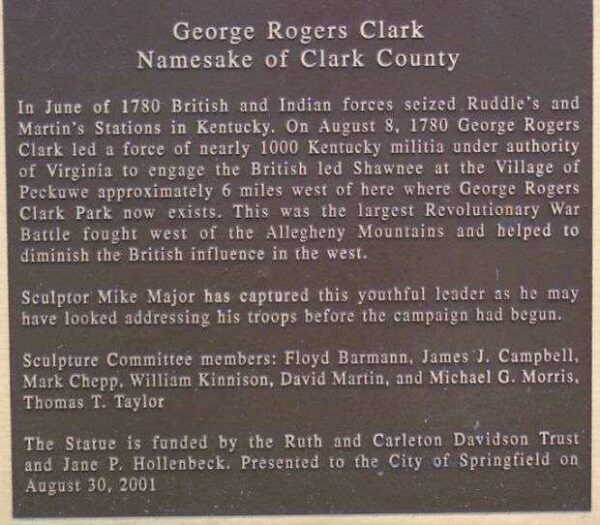 George Rogers Clark
Namesake of Clark County
In June of 1780 British and Indian forces seized Ruddle's and
Martin's Stations in Kentucky. On August 8, 1780 George Rogers
Clark led a force of nearly 1000 Kentucky militia under authority
of Virginia to engage the British led Shawnee at the Village of
Peckuwe approximately 6 miles west of here where George Rogers
Clark Park now exists. This was the largest Revolutionary War
Battle fought west of the Allegheny Mountains and helped to
diminish the British influence in the west.
Sculptor Mike Major has captured this youthful leader as he may
have looked addressing his troops before the campaign had begun.
Sculpture Committee members: Floyd Barmann, James J. Campbell,
Mark Chepp, William Kinnison, David Martin, and Michael G. Morris,
Thomas T. Taylor
The Statue is funded by the Ruth and Carleton Davidson Trust
and Jane P. Hollenbeck. Presented to the City of Springfield on
August 30, 2001